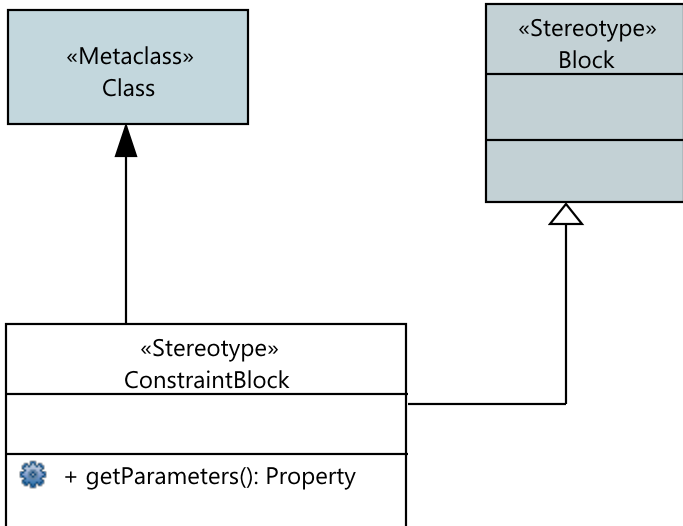 «Metaclass»
Class
«Stereotype»
Block
«Stereotype»
ConstraintBlock
+ getParameters(): Property